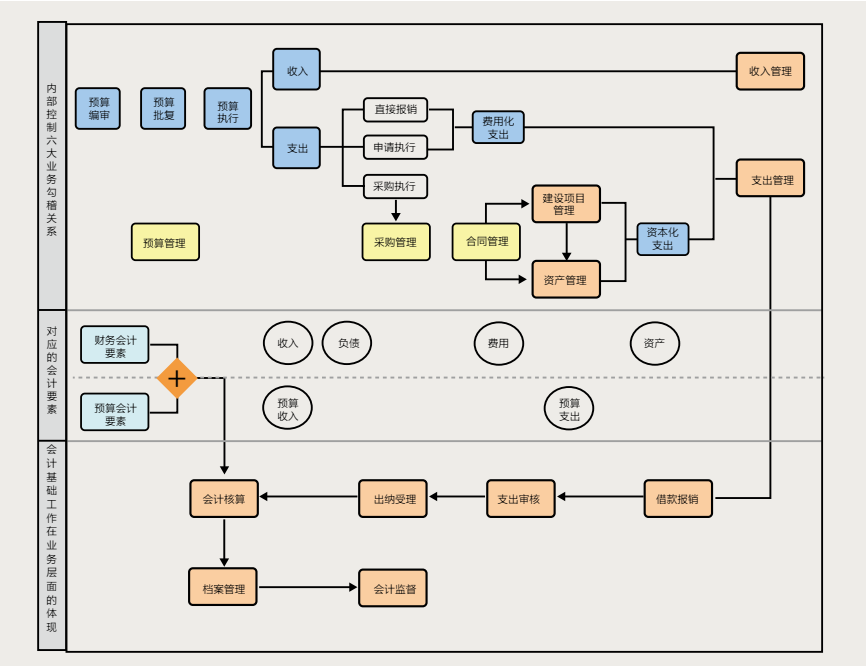 内部控制六大业务勾稽关系
预算
编审
预算
批复
预算
执行
收入
支出
直接报销
申请执行
采购执行
费用化
支出
收入管理
支出管理
预算管理
采购管理
合同管理
建设项目
管理
资产管理
资本化
支出
对应的会计要素
财务会计
要素
收入
负债
费用
资产
预算会计
要素
预算
收入
预算
支出
会计基础工作在业务层面的体现
会计核算
出纳受理
支出审核
借款报销
档案管理
会计监督